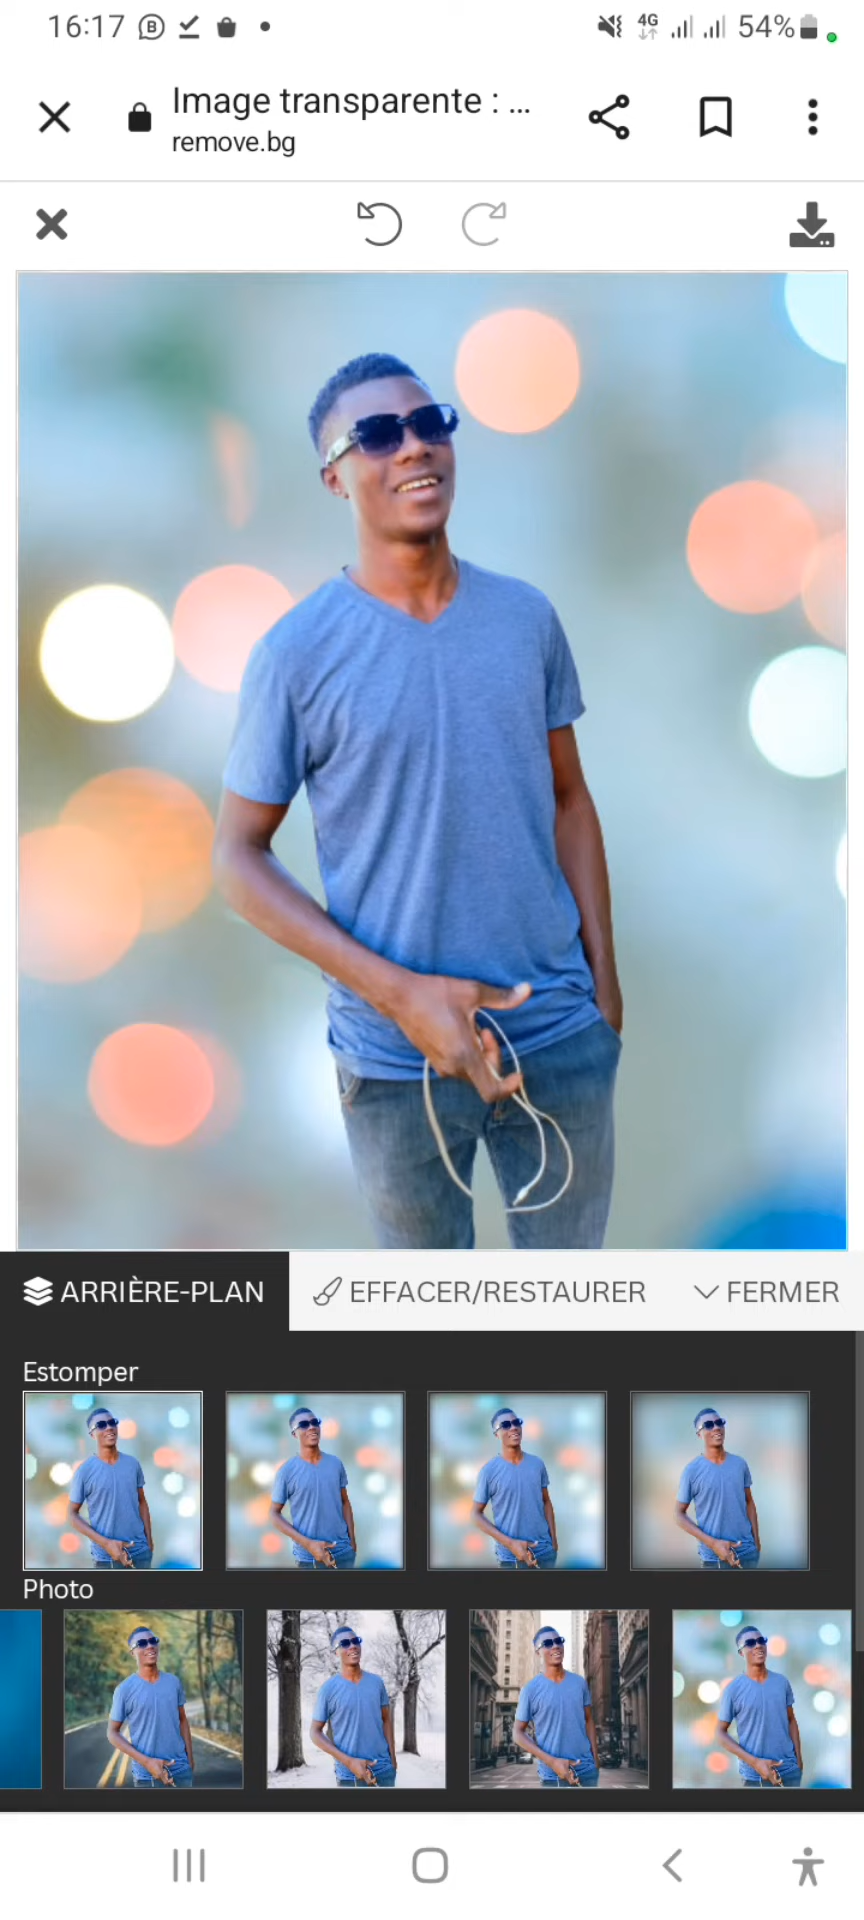 16:17 4G 54%
Image transparente : ...
remove.bg
ARRIÈRE-PLAN EFFACER/RESTAURER FERMER
Estomper
Photo